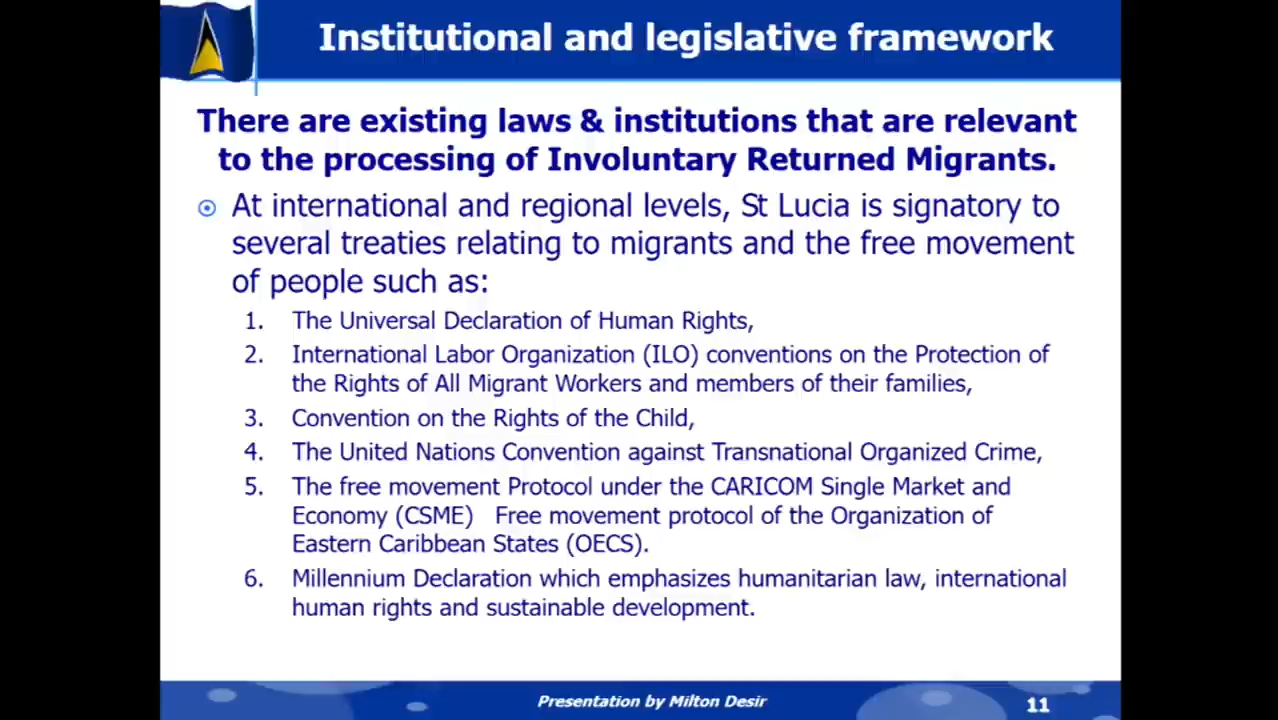 Institutional and legislative framework
There are existing laws & institutions that are relevant
to the processing of Involuntary Returned Migrants.
At international and regional levels, St Lucia is signatory to
several treaties relating to migrants and the free movement
of people such as:
1. The Universal Declaration of Human Rights,
2. International Labor Organization (ILO) conventions on the Protection of
the Rights of All Migrant Workers and members of their families,
3. Convention on the Rights of the Child,
4. The United Nations Convention against Transnational Organized Crime,
5. The free movement Protocol under the CARICOM Single Market and
Economy (CSME) Free movement protocol of the Organization of
Eastern Caribbean States (OECS).
6. Millennium Declaration which emphasizes humanitarian law, international
human rights and sustainable development.
Presentation by Milton Desir
11